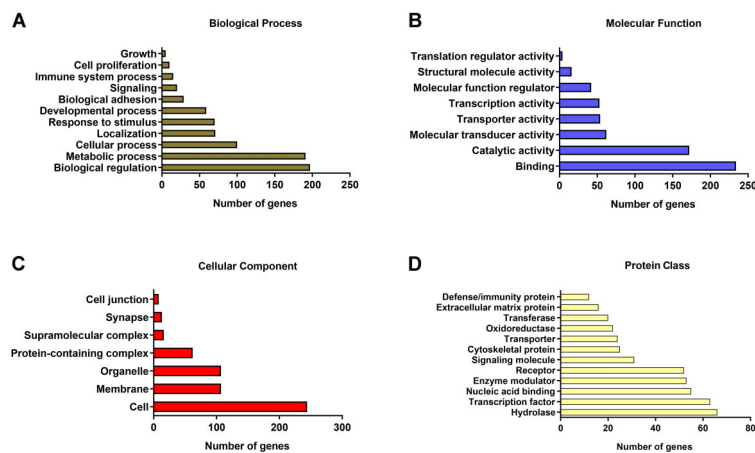 A
Biological Process
Growth
Cell proliferation
Immune system process
Signaling
Biological adhesion
Developmental process
Response to stimulus
Localization
Cellular process
Metabolic process
Biological regulation
0 50 100 150 200 250
Number of genes
B
Molecular Function
Translation regulator activity
Structural molecule activity
Molecular function regulator
Transcription activity
Transporter activity
Molecular transducer activity
Catalytic activity
Binding
0 50 100 150 200 250
Number of genes
C
Cellular Component
Cell junction
Synapse
Supramolecular complex
Protein-containing complex
Organelle
Membrane
Cell
0 100 200 300
Number of genes
D
Protein Class
Defense/immunity protein
Extracellular matrix protein
Transferase
Oxidoreductase
Transporter
Cytoskeletal protein
Signaling molecule
Receptor
Enzyme modulator
Nucleic acid binding
Transcription factor
Hydrolase
0 20 40 60 80
Number of genes